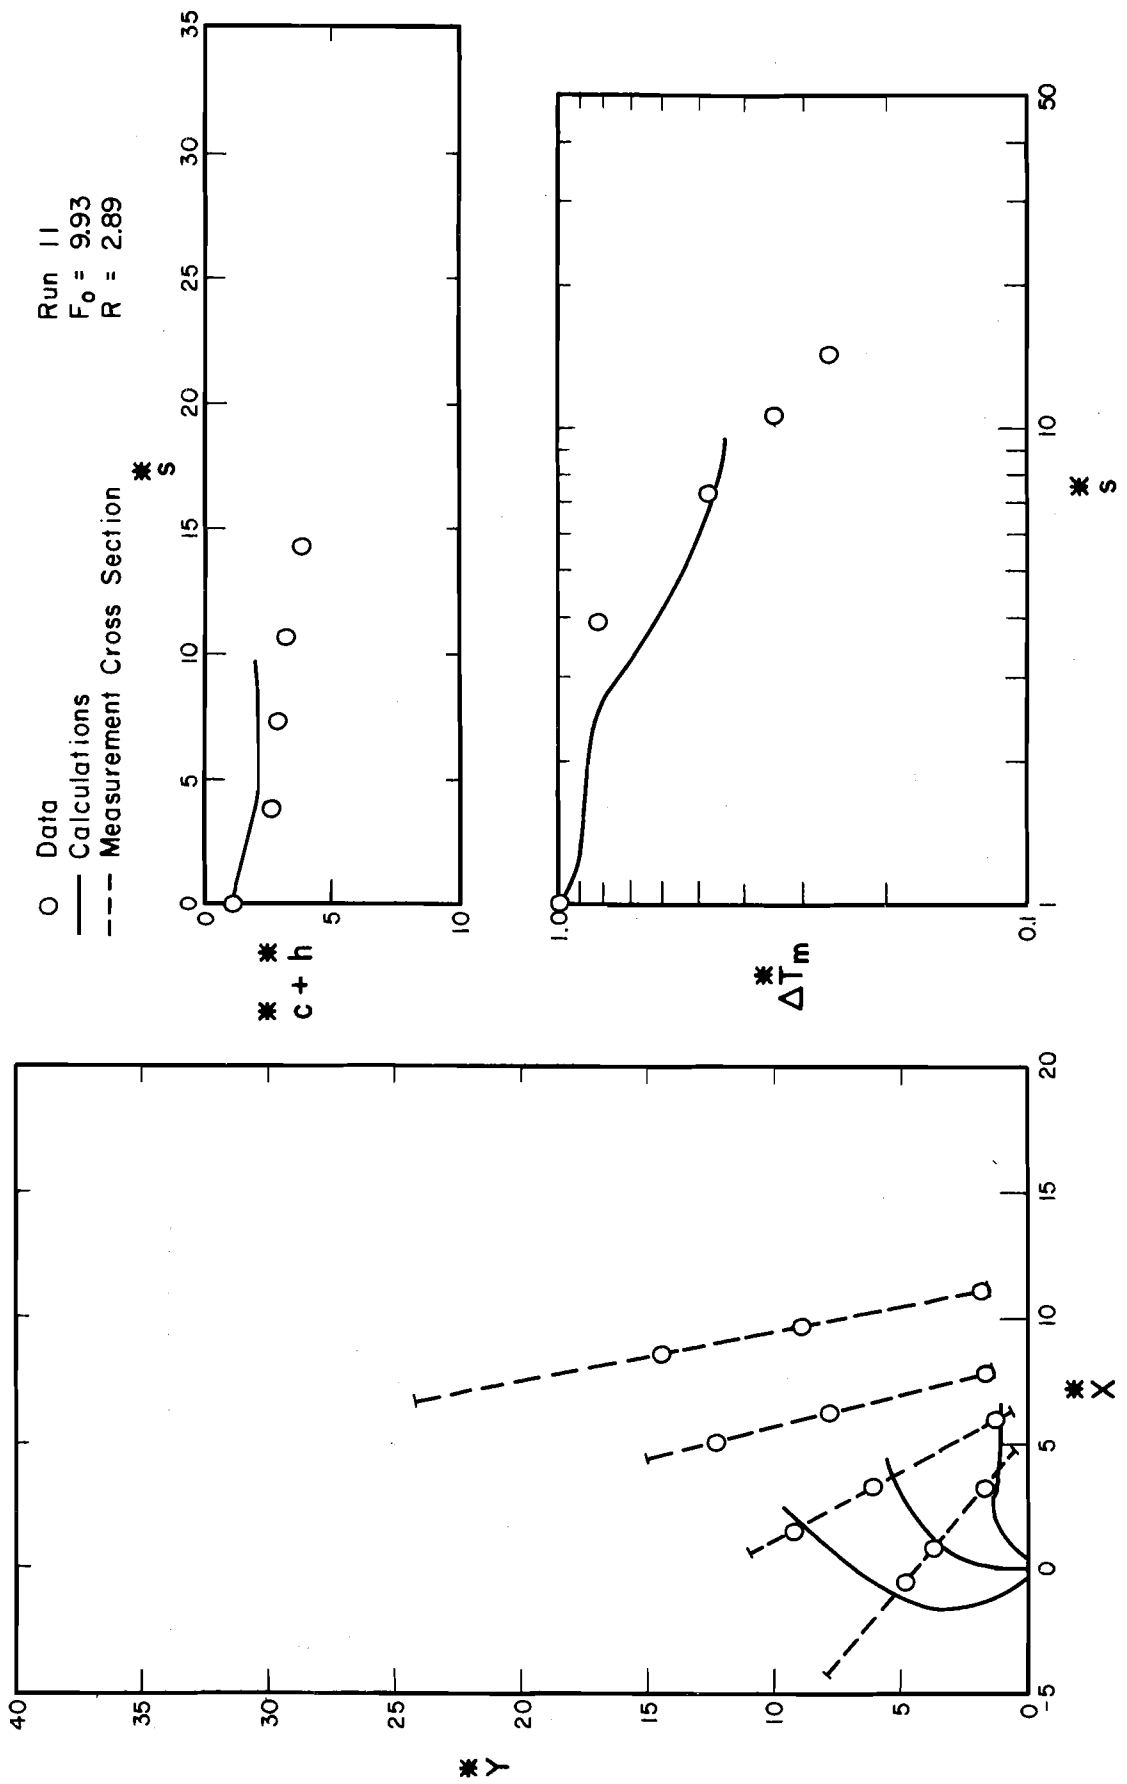 O Data
— Calculations
--- Measurement Cross Section
Run 11
F₀ = 9.93
R = 2.89
* s
0 5 10 15 20 25 30 35
0
5
10
* *
c + h
1.0
0.1
*
ΔTm
1 10 50
* s
40
35
30
25
20
15
10
5
0
* Y
-5 0 5 10 15 20
* X